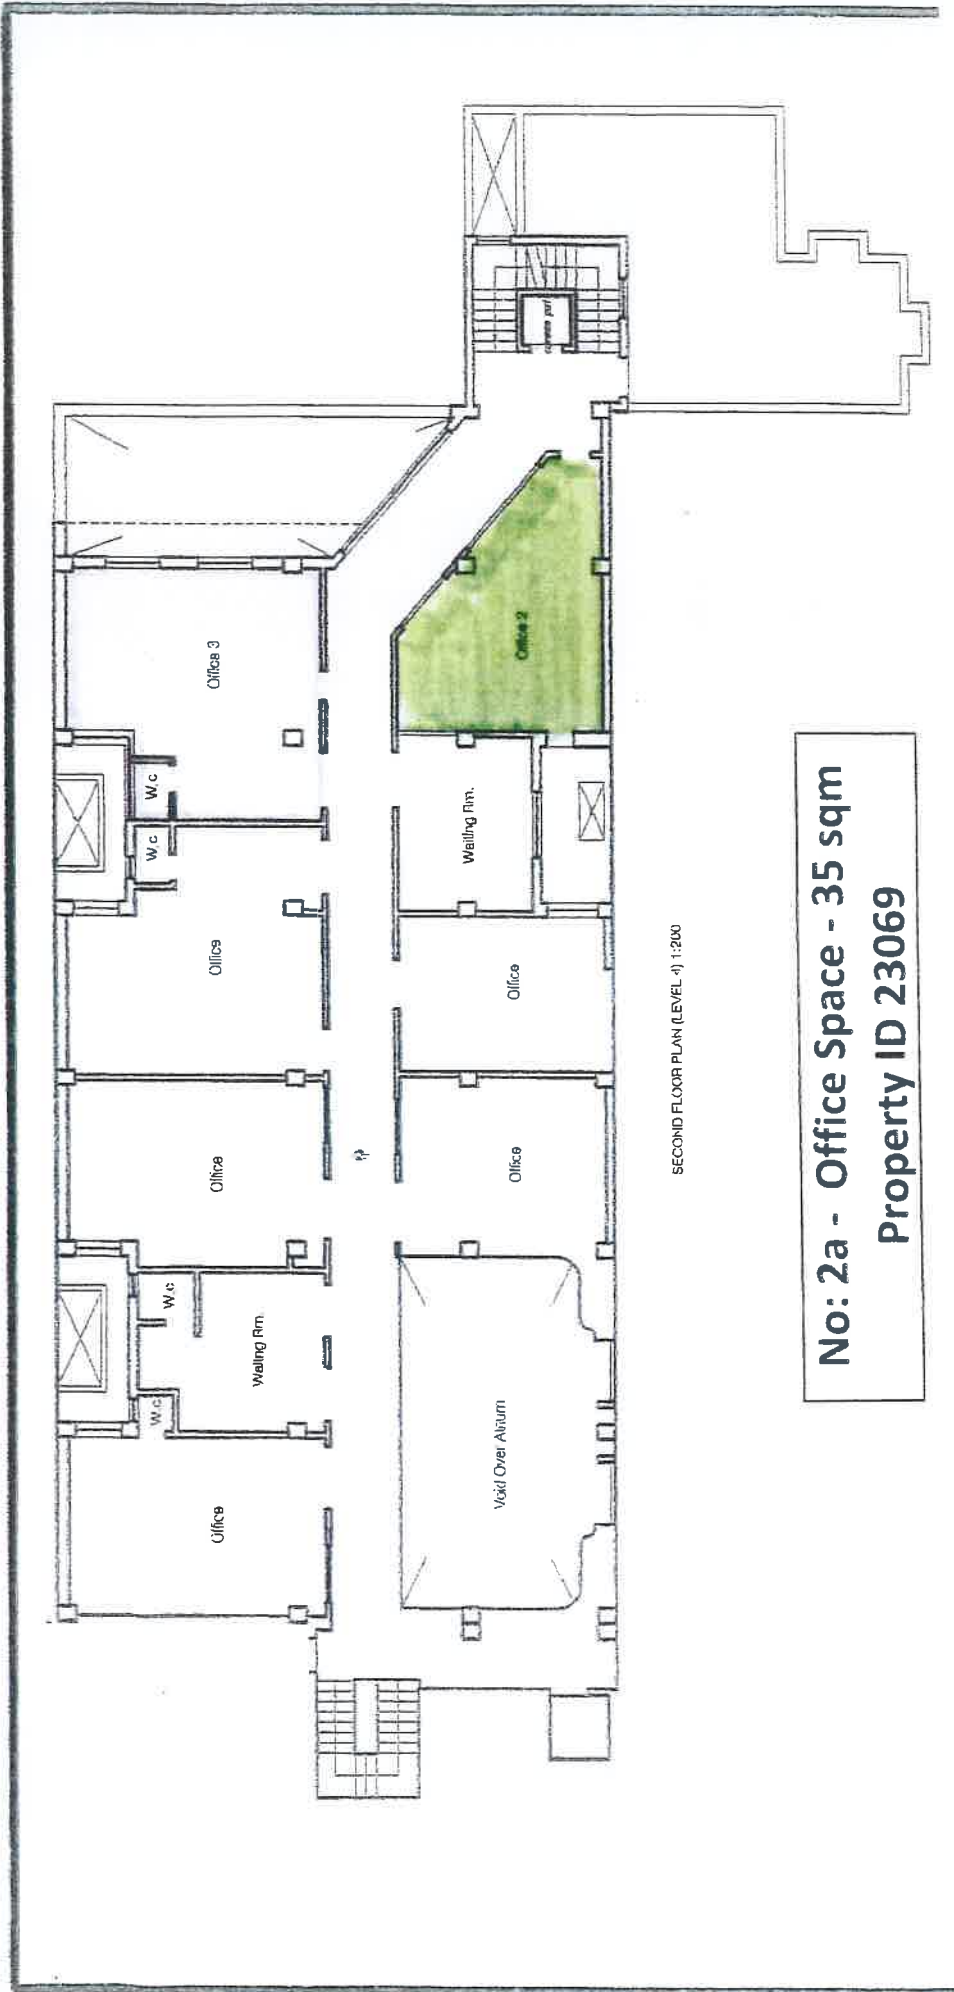 W.c
W.c
W.c
W.c
Office
Office
Office
Office 3
Waiting Rm
Void Over Atrium
Office
Office
Waiting Rm.
Office 2
SECOND FLOOR PLAN (LEVEL 4) 1:200
No: 2a - Office Space - 35 sqm
Property ID 23069